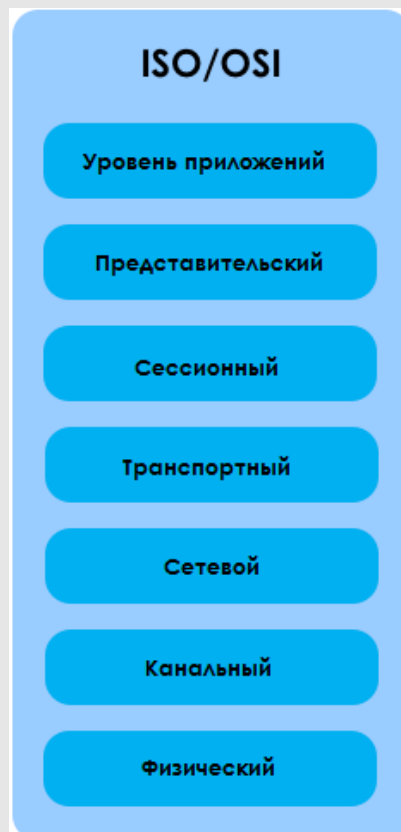 ISO/OSI
Уровень приложений
Представительский
Сессионный
Транспортный
Сетевой
Канальный
Физический